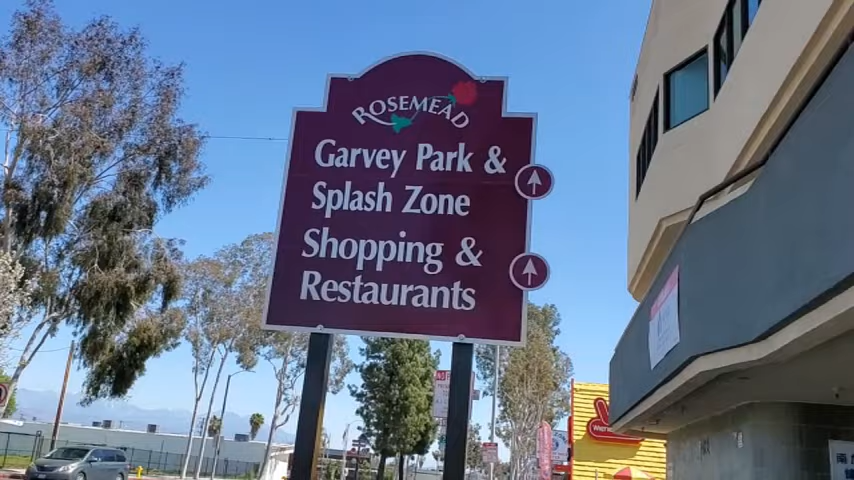 ROSEMEAD
Garvey Park &
Splash Zone
Shopping &
Restaurants